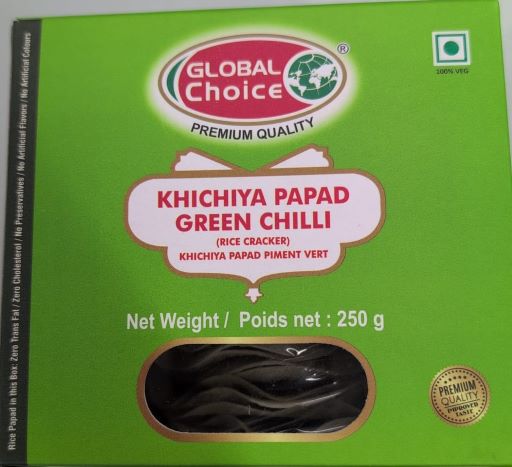 GLOBAL
Choice
®
PREMIUM QUALITY
100% VEG
KHICHIYA PAPAD
GREEN CHILLI
(RICE CRACKER)
KHICHIYA PAPAD PIMENT VERT
Net Weight / Poids net : 250 g
PREMIUM
QUALITY
IMPROVED
TASTE
Rice Papad in this Box: Zero Trans Fat / Zero Cholesterol / No Preservatives / No Artificial Flavors / No Artificial Colours